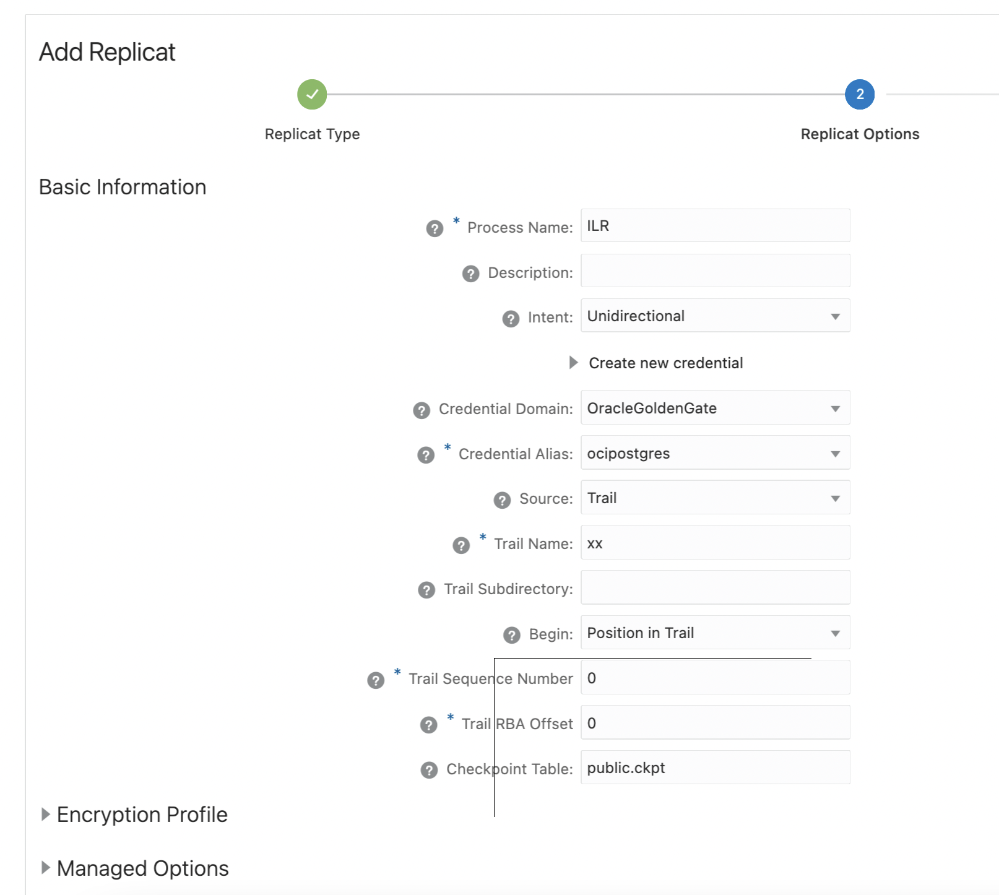 Add Replicat
2
Replicat Type
Replicat Options
Basic Information
? * Process Name: ILR
? Description:
? Intent: Unidirectional
Create new credential
? Credential Domain: OracleGoldenGate
? * Credential Alias: ocipostgres
? Source: Trail
? * Trail Name: xx
? Trail Subdirectory:
? Begin: Position in Trail
? * Trail Sequence Number 0
? * Trail RBA Offset 0
? Checkpoint Table: public.ckpt
Encryption Profile
Managed Options